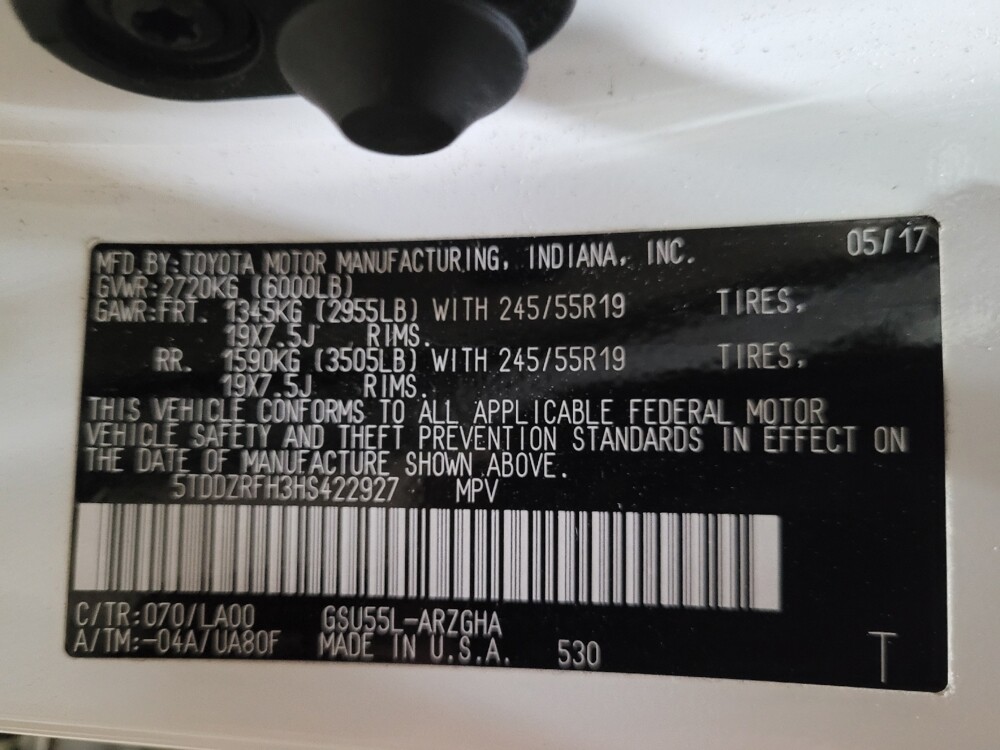 MFD.BY:TOYOTA MOTOR MANUFACTURING, INDIANA, INC. 05/17
GVWR:2720KG (6000LB)
GAWR:FRT. 1345KG (2955LB) WITH 245/55R19 TIRES,
19X7.5J RIMS.
RR. 1590KG (3505LB) WITH 245/55R19 TIRES,
19X7.5J RIMS.
THIS VEHICLE CONFORMS TO ALL APPLICABLE FEDERAL MOTOR
VEHICLE SAFETY AND THEFT PREVENTION STANDARDS IN EFFECT ON
THE DATE OF MANUFACTURE SHOWN ABOVE.
5TDDZRFH3HS422927 MPV
C/TR:070/LA00 GSU55L-ARZGHA
A/TM:-04A/UA80F MADE IN U.S.A. 530 T